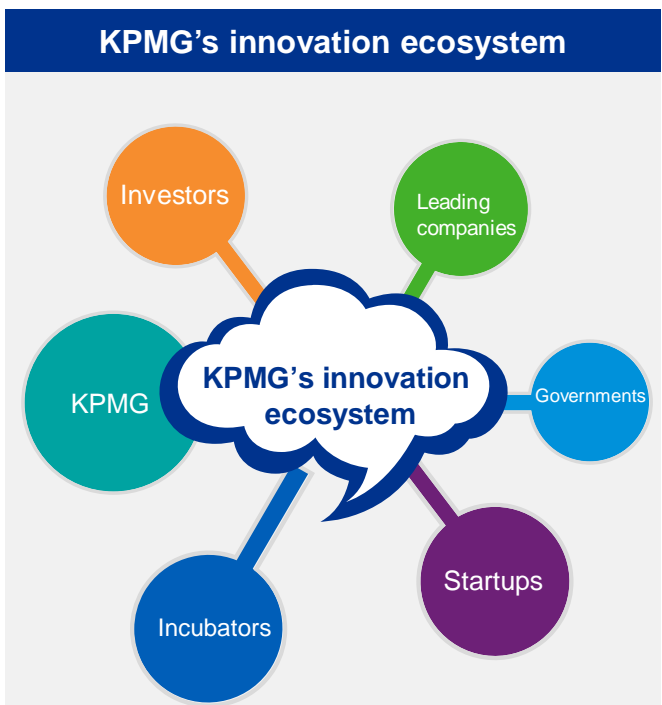 KPMG’s innovation ecosystem
Investors
Leading
companies
KPMG
KPMG’s innovation
ecosystem
Governments
Startups
Incubators